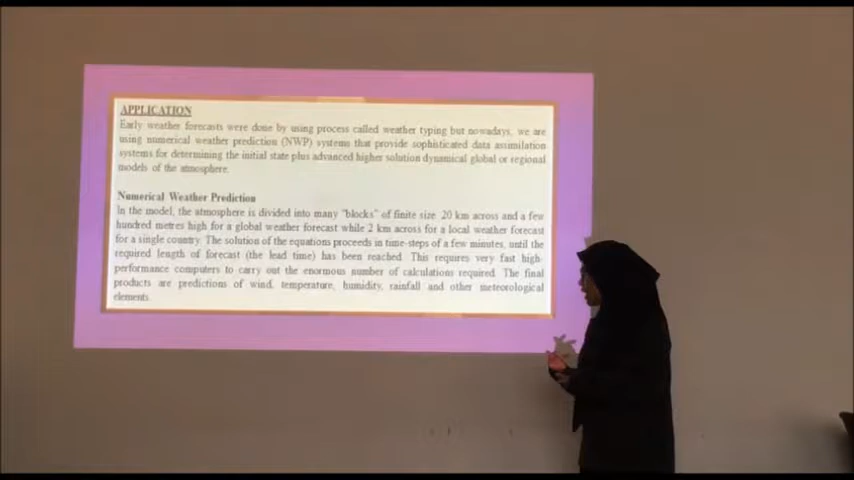 APPLICATION
Early weather forecasts were done by using process called weather typing but nowadays, we are
using numerical weather prediction (NWP) systems that provide sophisticated data assimilation
systems for determining the initial state plus advanced higher solution dynamical global or regional
models of the atmosphere.
Numerical Weather Prediction
In the model, the atmosphere is divided into many "blocks" of finite size 20 km across and a few
hundred metres high for a global weather forecast while 2 km across for a local weather forecast
for a single country. The solution of the equations proceeds in time-steps of a few minutes, until the
required length of forecast (the lead time) has been reached. This requires very fast high-
performance computers to carry out the enormous number of calculations required. The final
products are predictions of wind, temperature, humidity, rainfall and other meteorological
elements.